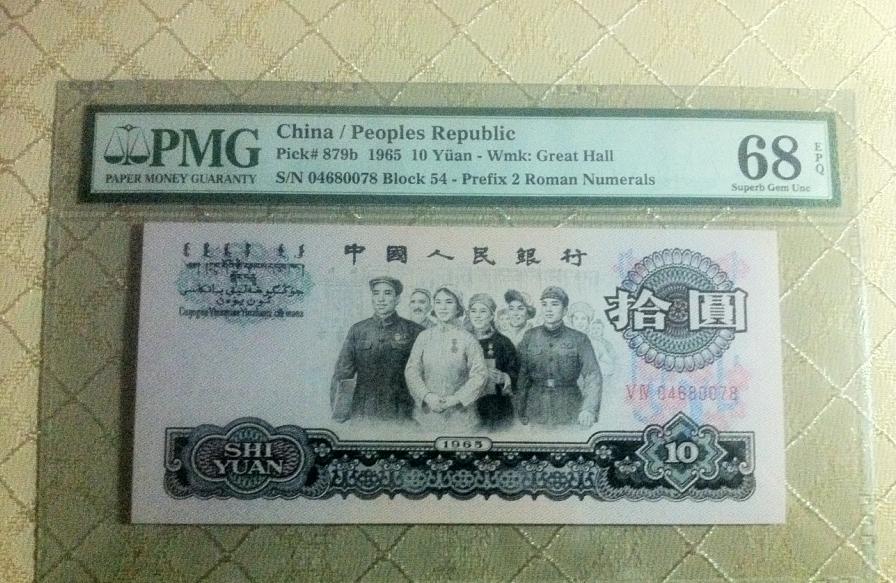 PMG
PAPER MONEY GUARANTY
China / Peoples Republic
Pick# 879b 1965 10 Yüan - Wmk: Great Hall
S/N 04680078 Block 54 - Prefix 2 Roman Numerals
68 EPQ
Superb Gem Unc
中國人民銀行
拾圓
VIV 04680078
1965
SHI YUAN
10